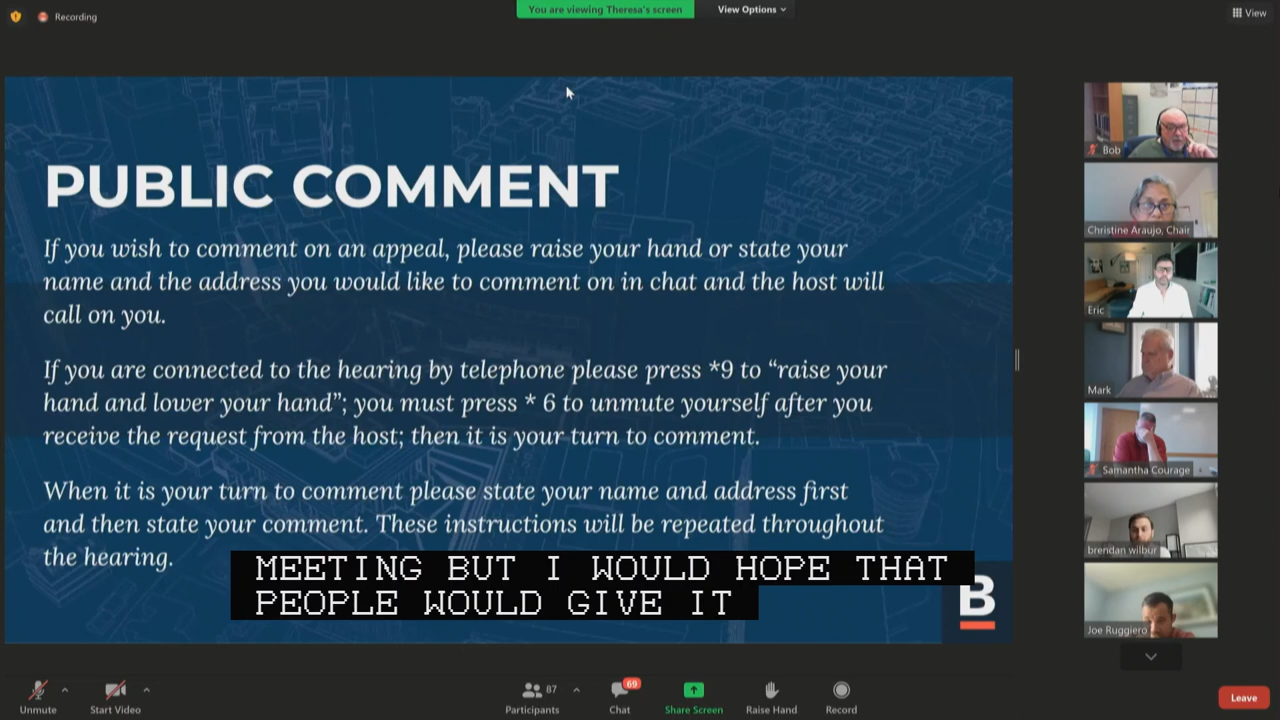 Recording
You are viewing Theresa's screen
View Options
View
PUBLIC COMMENT
If you wish to comment on an appeal, please raise your hand or state your
name and the address you would like to comment on in chat and the host will
call on you.
If you are connected to the hearing by telephone please press *9 to “raise your
hand and lower your hand”; you must press * 6 to unmute yourself after you
receive the request from the host; then it is your turn to comment.
When it is your turn to comment please state your name and address first
and then state your comment. These instructions will be repeated throughout
the hearing.
MEETING BUT I WOULD HOPE THAT
PEOPLE WOULD GIVE IT
B
Bob
Christine Araujo, Chair
Eric
Mark
Samantha Courage
brendan wilbur
Joe Ruggiero
Unmute
Start Video
87
Participants
69
Chat
Share Screen
Raise Hand
Record
Leave